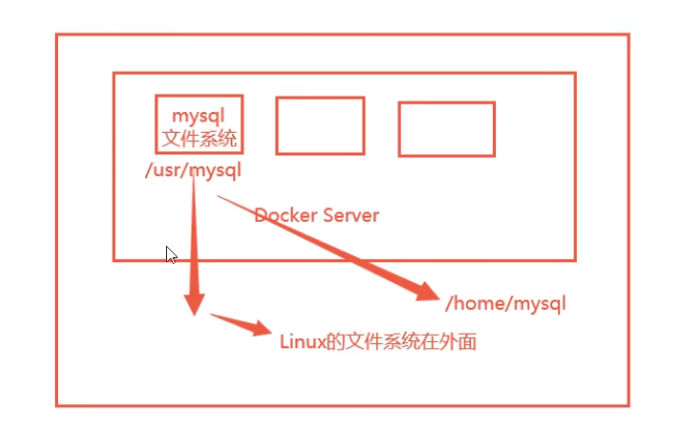 mysql
文件系统
/usr/mysql
Docker Server
/home/mysql
Linux的文件系统在外面